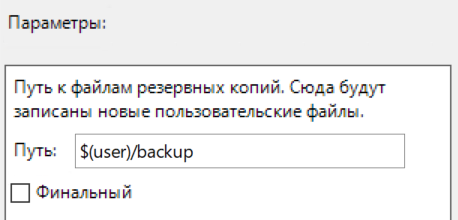 Параметры:
Путь к файлам резервных копий. Сюда будут
записаны новые пользовательские файлы.
Путь: $(user)/backup
Финальный